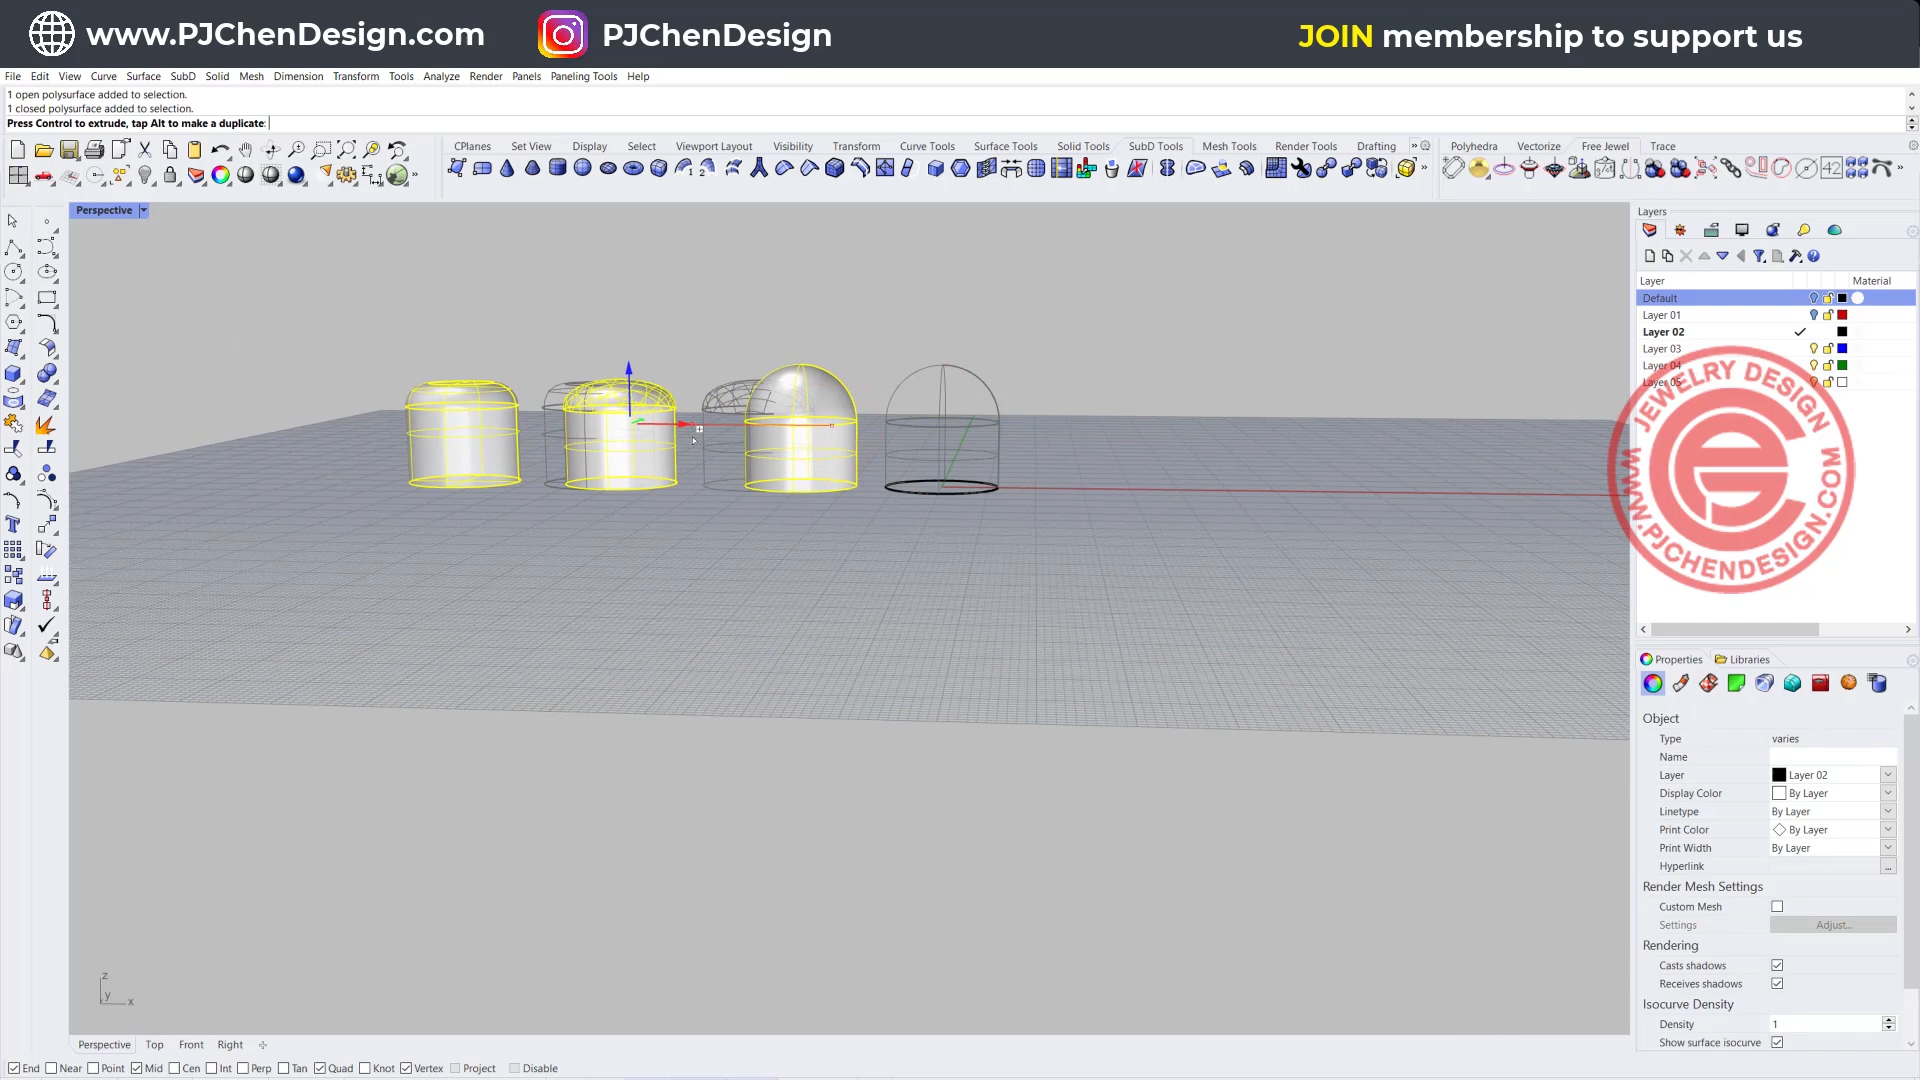 www.PJChenDesign.com PJChenDesign JOIN membership to support us
File Edit View Curve Surface SubD Solid Mesh Dimension Transform Tools Analyze Render Panels Paneling Tools Help
1 open polysurface added to selection.
1 closed polysurface added to selection.
Press Control to extrude, tap Alt to make a duplicate:
CPlanes Set View Display Select Viewport Layout Visibility Transform Curve Tools Surface Tools Solid Tools SubD Tools Mesh Tools Render Tools Drafting » Polyhedra Vectorize Free Jewel Trace
Perspective
Layers
Layer Material
Default
Layer 01
Layer 02
Layer 03
Layer 04
Layer 05
JEWELRY DESIGN
WWW.PJCHENDESIGN.COM
Properties Libraries
Object
Type varies
Name
Layer Layer 02
Display Color By Layer
Linetype By Layer
Print Color By Layer
Print Width By Layer
Hyperlink ...
Render Mesh Settings
Custom Mesh
Settings Adjust...
Rendering
Casts shadows
Receives shadows
Isocurve Density
Density 1
Show surface isocurve
z
y
x
Perspective Top Front Right
End Near Point Mid Cen Int Perp Tan Quad Knot Vertex Project Disable